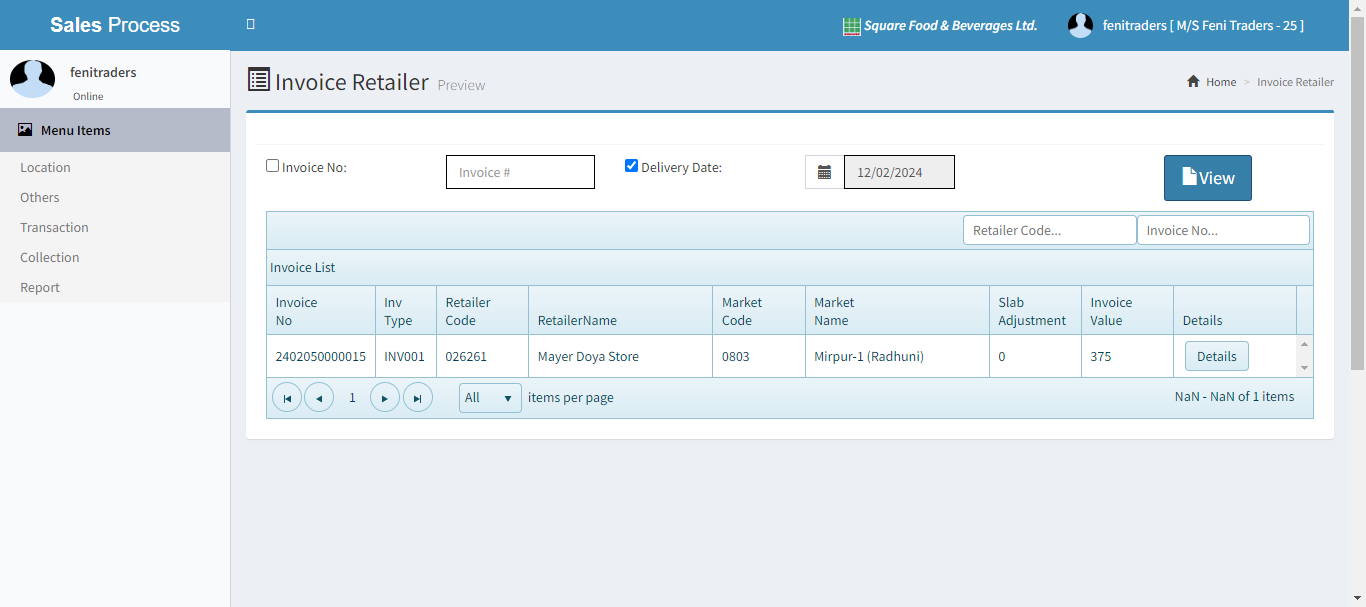 Sales Process
Square Food & Beverages Ltd.
fenitraders [ M/S Feni Traders - 25 ]
fenitraders
Online
Menu Items
Location
Others
Transaction
Collection
Report
Invoice Retailer Preview
Home > Invoice Retailer
Invoice No:
Invoice #
Delivery Date:
12/02/2024
View
Retailer Code...
Invoice No...
Invoice List
Invoice No
Inv Type
Retailer Code
RetailerName
Market Code
Market Name
Slab Adjustment
Invoice Value
Details
2402050000015 INV001 026261 Mayer Doya Store 0803 Mirpur-1 (Radhuni) 0 375 Details
1 All items per page
NaN - NaN of 1 items